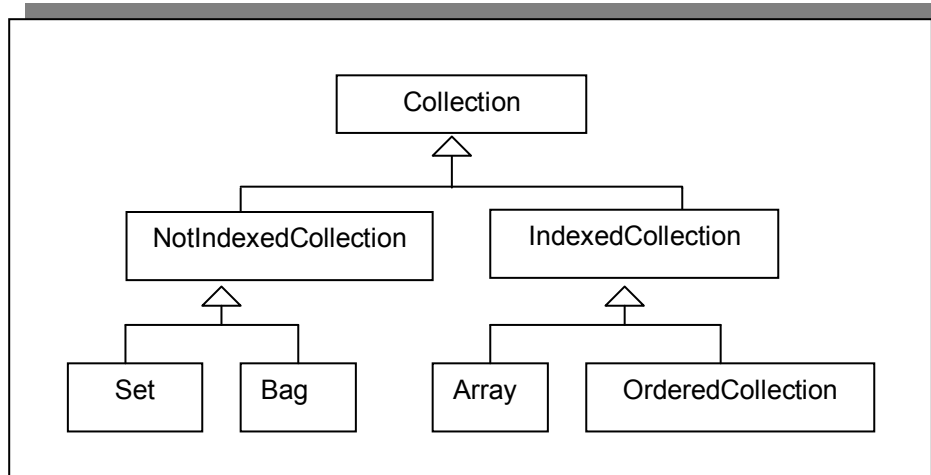 Collection
NotIndexedCollection
IndexedCollection
Set
Bag
Array
OrderedCollection